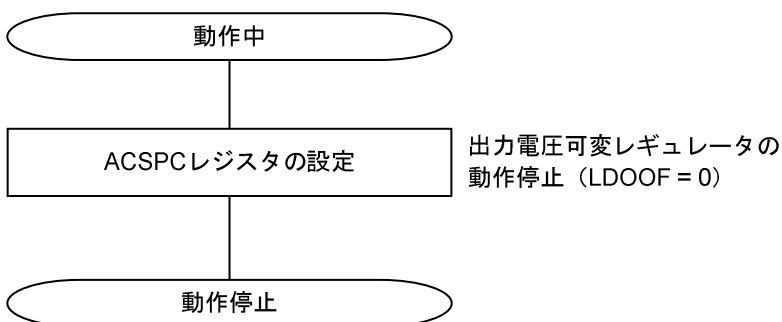 動作中
ACSPCレジスタの設定
出力電圧可変レギュレータの
動作停止（LDOOF = 0）
動作停止